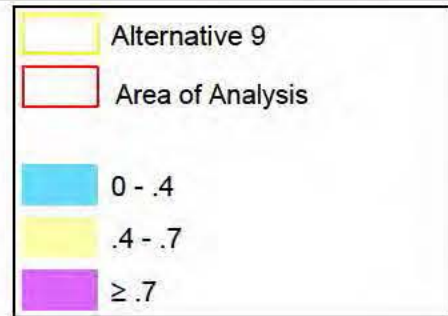 Alternative 9
Area of Analysis
0 - .4
.4 - .7
≥ .7